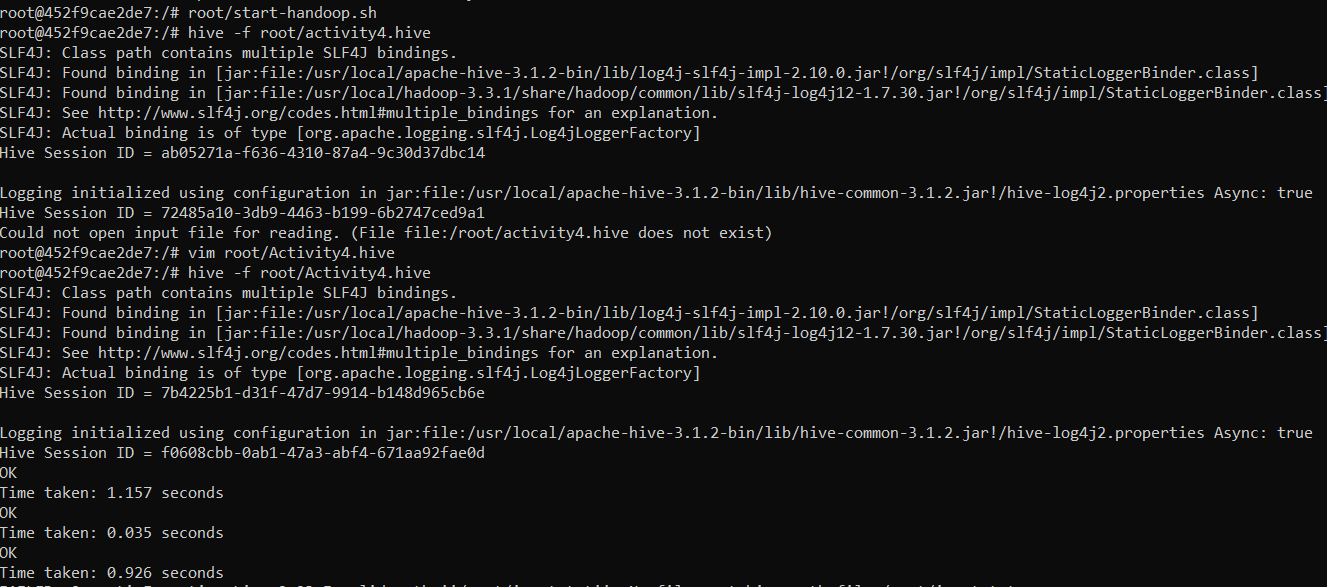 root@452f9cae2de7:/# root/start-handoop.sh
root@452f9cae2de7:/# hive -f root/activity4.hive
SLF4J: Class path contains multiple SLF4J bindings.
SLF4J: Found binding in [jar:file:/usr/local/apache-hive-3.1.2-bin/lib/log4j-slf4j-impl-2.10.0.jar!/org/slf4j/impl/StaticLoggerBinder.class]
SLF4J: Found binding in [jar:file:/usr/local/hadoop-3.3.1/share/hadoop/common/lib/slf4j-log4j12-1.7.30.jar!/org/slf4j/impl/StaticLoggerBinder.class]
SLF4J: See http://www.slf4j.org/codes.html#multiple_bindings for an explanation.
SLF4J: Actual binding is of type [org.apache.logging.slf4j.Log4jLoggerFactory]
Hive Session ID = ab05271a-f636-4310-87a4-9c30d37dbc14
Logging initialized using configuration in jar:file:/usr/local/apache-hive-3.1.2-bin/lib/hive-common-3.1.2.jar!/hive-log4j2.properties Async: true
Hive Session ID = 72485a10-3db9-4463-b199-6b2747ced9a1
Could not open input file for reading. (File file:/root/activity4.hive does not exist)
root@452f9cae2de7:/# vim root/Activity4.hive
root@452f9cae2de7:/# hive -f root/Activity4.hive
SLF4J: Class path contains multiple SLF4J bindings.
SLF4J: Found binding in [jar:file:/usr/local/apache-hive-3.1.2-bin/lib/log4j-slf4j-impl-2.10.0.jar!/org/slf4j/impl/StaticLoggerBinder.class]
SLF4J: Found binding in [jar:file:/usr/local/hadoop-3.3.1/share/hadoop/common/lib/slf4j-log4j12-1.7.30.jar!/org/slf4j/impl/StaticLoggerBinder.class]
SLF4J: See http://www.slf4j.org/codes.html#multiple_bindings for an explanation.
SLF4J: Actual binding is of type [org.apache.logging.slf4j.Log4jLoggerFactory]
Hive Session ID = 7b4225b1-d31f-47d7-9914-b148d965cb6e
Logging initialized using configuration in jar:file:/usr/local/apache-hive-3.1.2-bin/lib/hive-common-3.1.2.jar!/hive-log4j2.properties Async: true
Hive Session ID = f0608cbb-0ab1-47a3-abf4-671aa92fae0d
OK
Time taken: 1.157 seconds
OK
Time taken: 0.035 seconds
OK
Time taken: 0.926 seconds